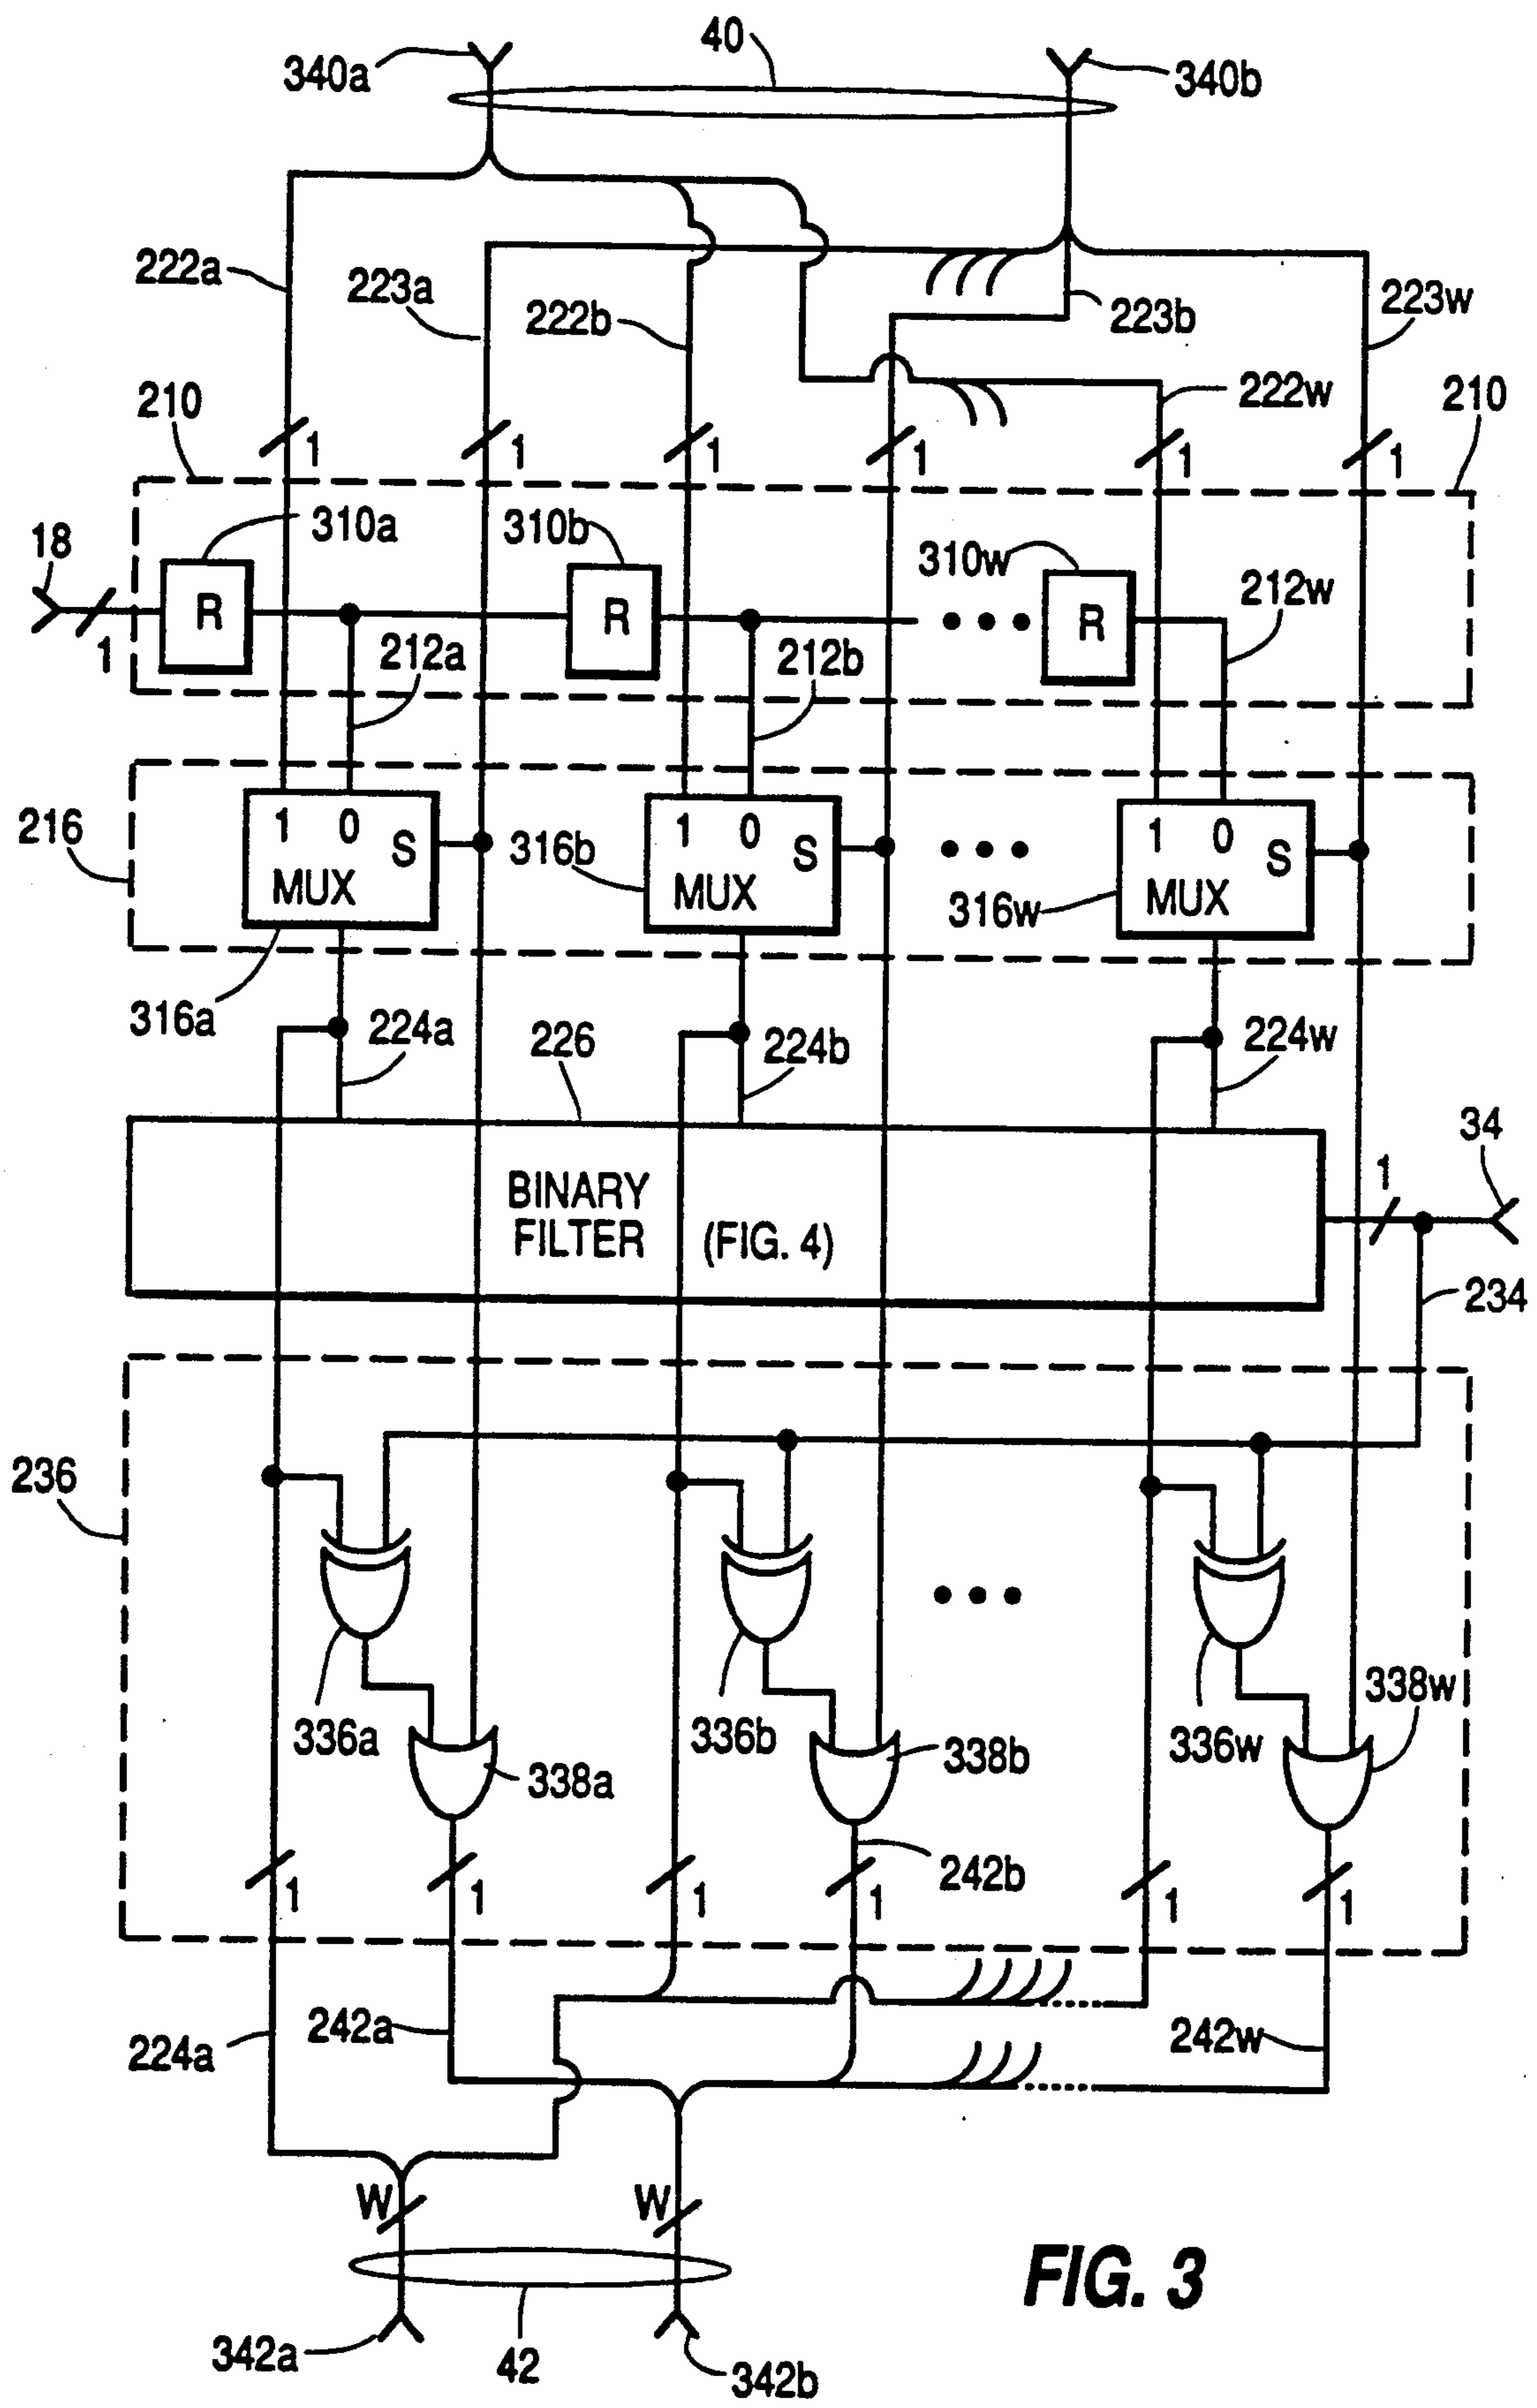 40
340a
340b
222a
223a
222b
223b
223w
210
222w
210
1
1
1
1
1
1
18
310a
310b
310w
212w
R
R
R
1
212a
212b
216
1 0 S
MUX
316b
1 0 S
MUX
316w
1 0 S
MUX
316a
224a
226
224b
224w
34
1
BINARY
FILTER
(FIG. 4)
234
236
336a
338a
336b
338b
336w
338w
242b
1
1
1
1
1
1
224a
242a
242w
W
W
FIG. 3
342a
42
342b